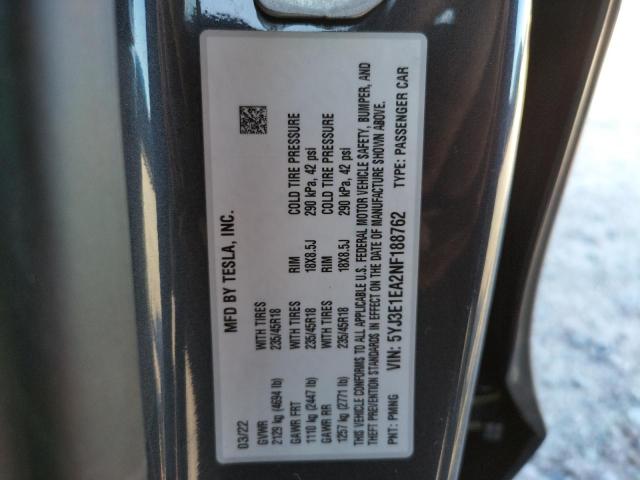 MFD BY TESLA, INC.
03/22
GVWR WITH TIRES RIM COLD TIRE PRESSURE
2129 kg (4694 lb) 235/45R18 18X8.5J 290 kPa, 42 psi
GAWR FRT WITH TIRES RIM COLD TIRE PRESSURE
1110 kg (2447 lb) 235/45R18 18X8.5J 290 kPa, 42 psi
GAWR RR
1257 kg (2771 lb)
THIS VEHICLE CONFORMS TO ALL APPLICABLE U.S. FEDERAL MOTOR VEHICLE SAFETY, BUMPER, AND
THEFT PREVENTION STANDARDS IN EFFECT ON THE DATE OF MANUFACTURE SHOWN ABOVE.
VIN: 5YJ3E1EA2NF188762
PNT: PMNG TYPE: PASSENGER CAR